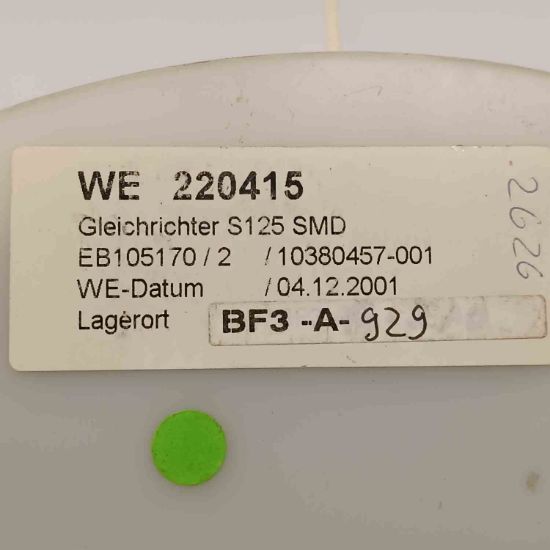 WE 220415
Gleichrichter S125 SMD
EB105170 / 2 / 10380457-001
WE-Datum / 04.12.2001
Lagerort BF3 -A- 929
2626